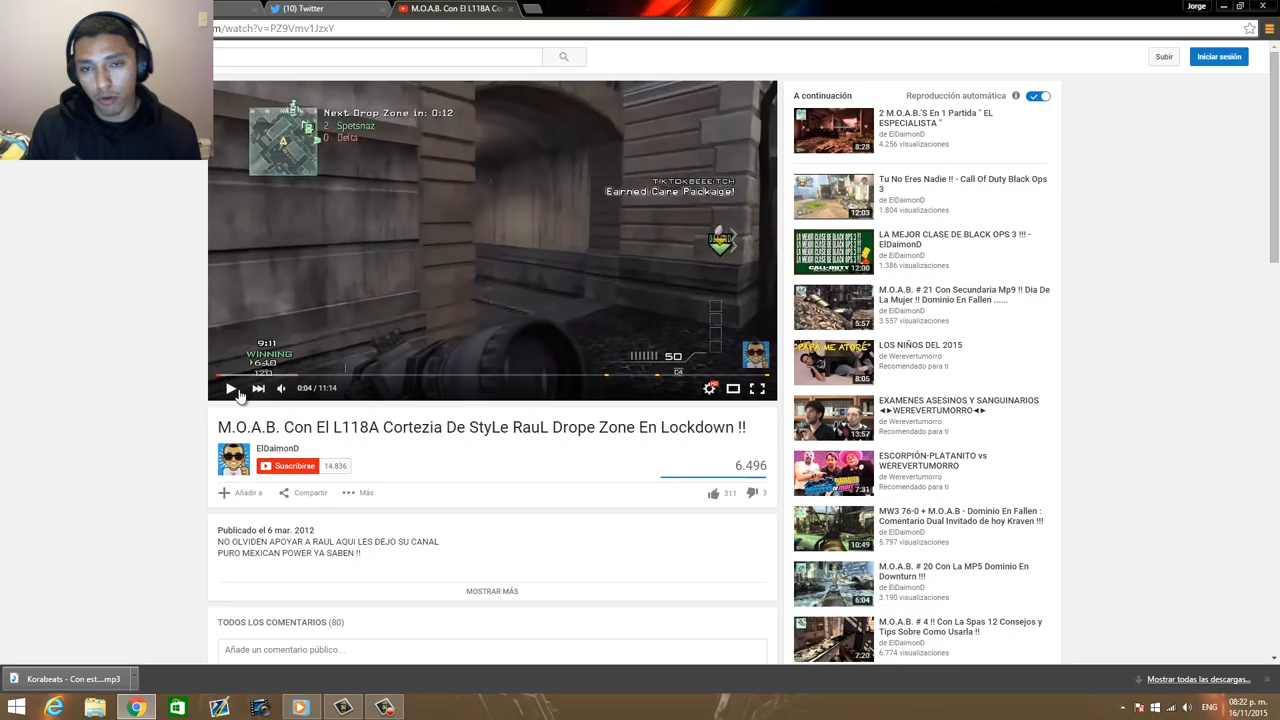 (10) Twitter
M.O.A.B. Con El L118A Co
Jorge
m/watch?v=PZ9Vmv1JzxY
Subir
Iniciar sesión
Next Drop Zone in: 0:12
2 Spetsnaz
0 Delta
A
TIKTOKBEEEITCH
Earned Care Package!
9:11
WINNING
50
0:04 / 11:14
HD
M.O.A.B. Con El L118A Cortezia De StyLe RauL Drope Zone En Lockdown !!
ElDaimonD
Suscribirse 14.836
6.496
Añadir a
Compartir
Más
311
3
Publicado el 6 mar. 2012
NO OLVIDEN APOYAR A RAUL AQUI LES DEJO SU CANAL
PURO MEXICAN POWER YA SABEN !!
MOSTRAR MÁS
TODOS LOS COMENTARIOS (80)
Añade un comentario público...
A continuación
Reproducción automática
2 M.O.A.B.'S En 1 Partida " EL
ESPECIALISTA "
de ElDaimonD
4.256 visualizaciones
8:28
Tu No Eres Nadie !! - Call Of Duty Black Ops
3
de ElDaimonD
1.804 visualizaciones
12:03
LA MEJOR CLASE DE BLACK OPS 3 !!! -
ElDaimonD
de ElDaimonD
1.386 visualizaciones
12:00
M.O.A.B. # 21 Con Secundaria Mp9 !! Dia De
La Mujer !! Dominio En Fallen ......
de ElDaimonD
3.557 visualizaciones
5:57
LOS NIÑOS DEL 2015
de Werevertumorro
Recomendado para ti
"PAPÁ ME ATORÉ"
8:05
EXAMENES ASESINOS Y SANGUINARIOS
◄►WEREVERTUMORRO◄►
de Werevertumorro
Recomendado para ti
13:57
ESCORPIÓN-PLATANITO vs
WEREVERTUMORRO
de Werevertumorro
Recomendado para ti
7:31
MW3 76-0 + M.O.A.B - Dominio En Fallen :
Comentario Dual Invitado de hoy Kraven !!!
de ElDaimonD
5.797 visualizaciones
10:49
M.O.A.B. # 20 Con La MP5 Dominio En
Downturn !!!
de ElDaimonD
3.190 visualizaciones
6:04
M.O.A.B. # 4 !! Con La Spas 12 Consejos y
Tips Sobre Como Usarla !!
de ElDaimonD
6.774 visualizaciones
7:20
Korabeats - Con est....mp3
Mostrar todas las descargas...
08:22 p. m.
16/11/2015